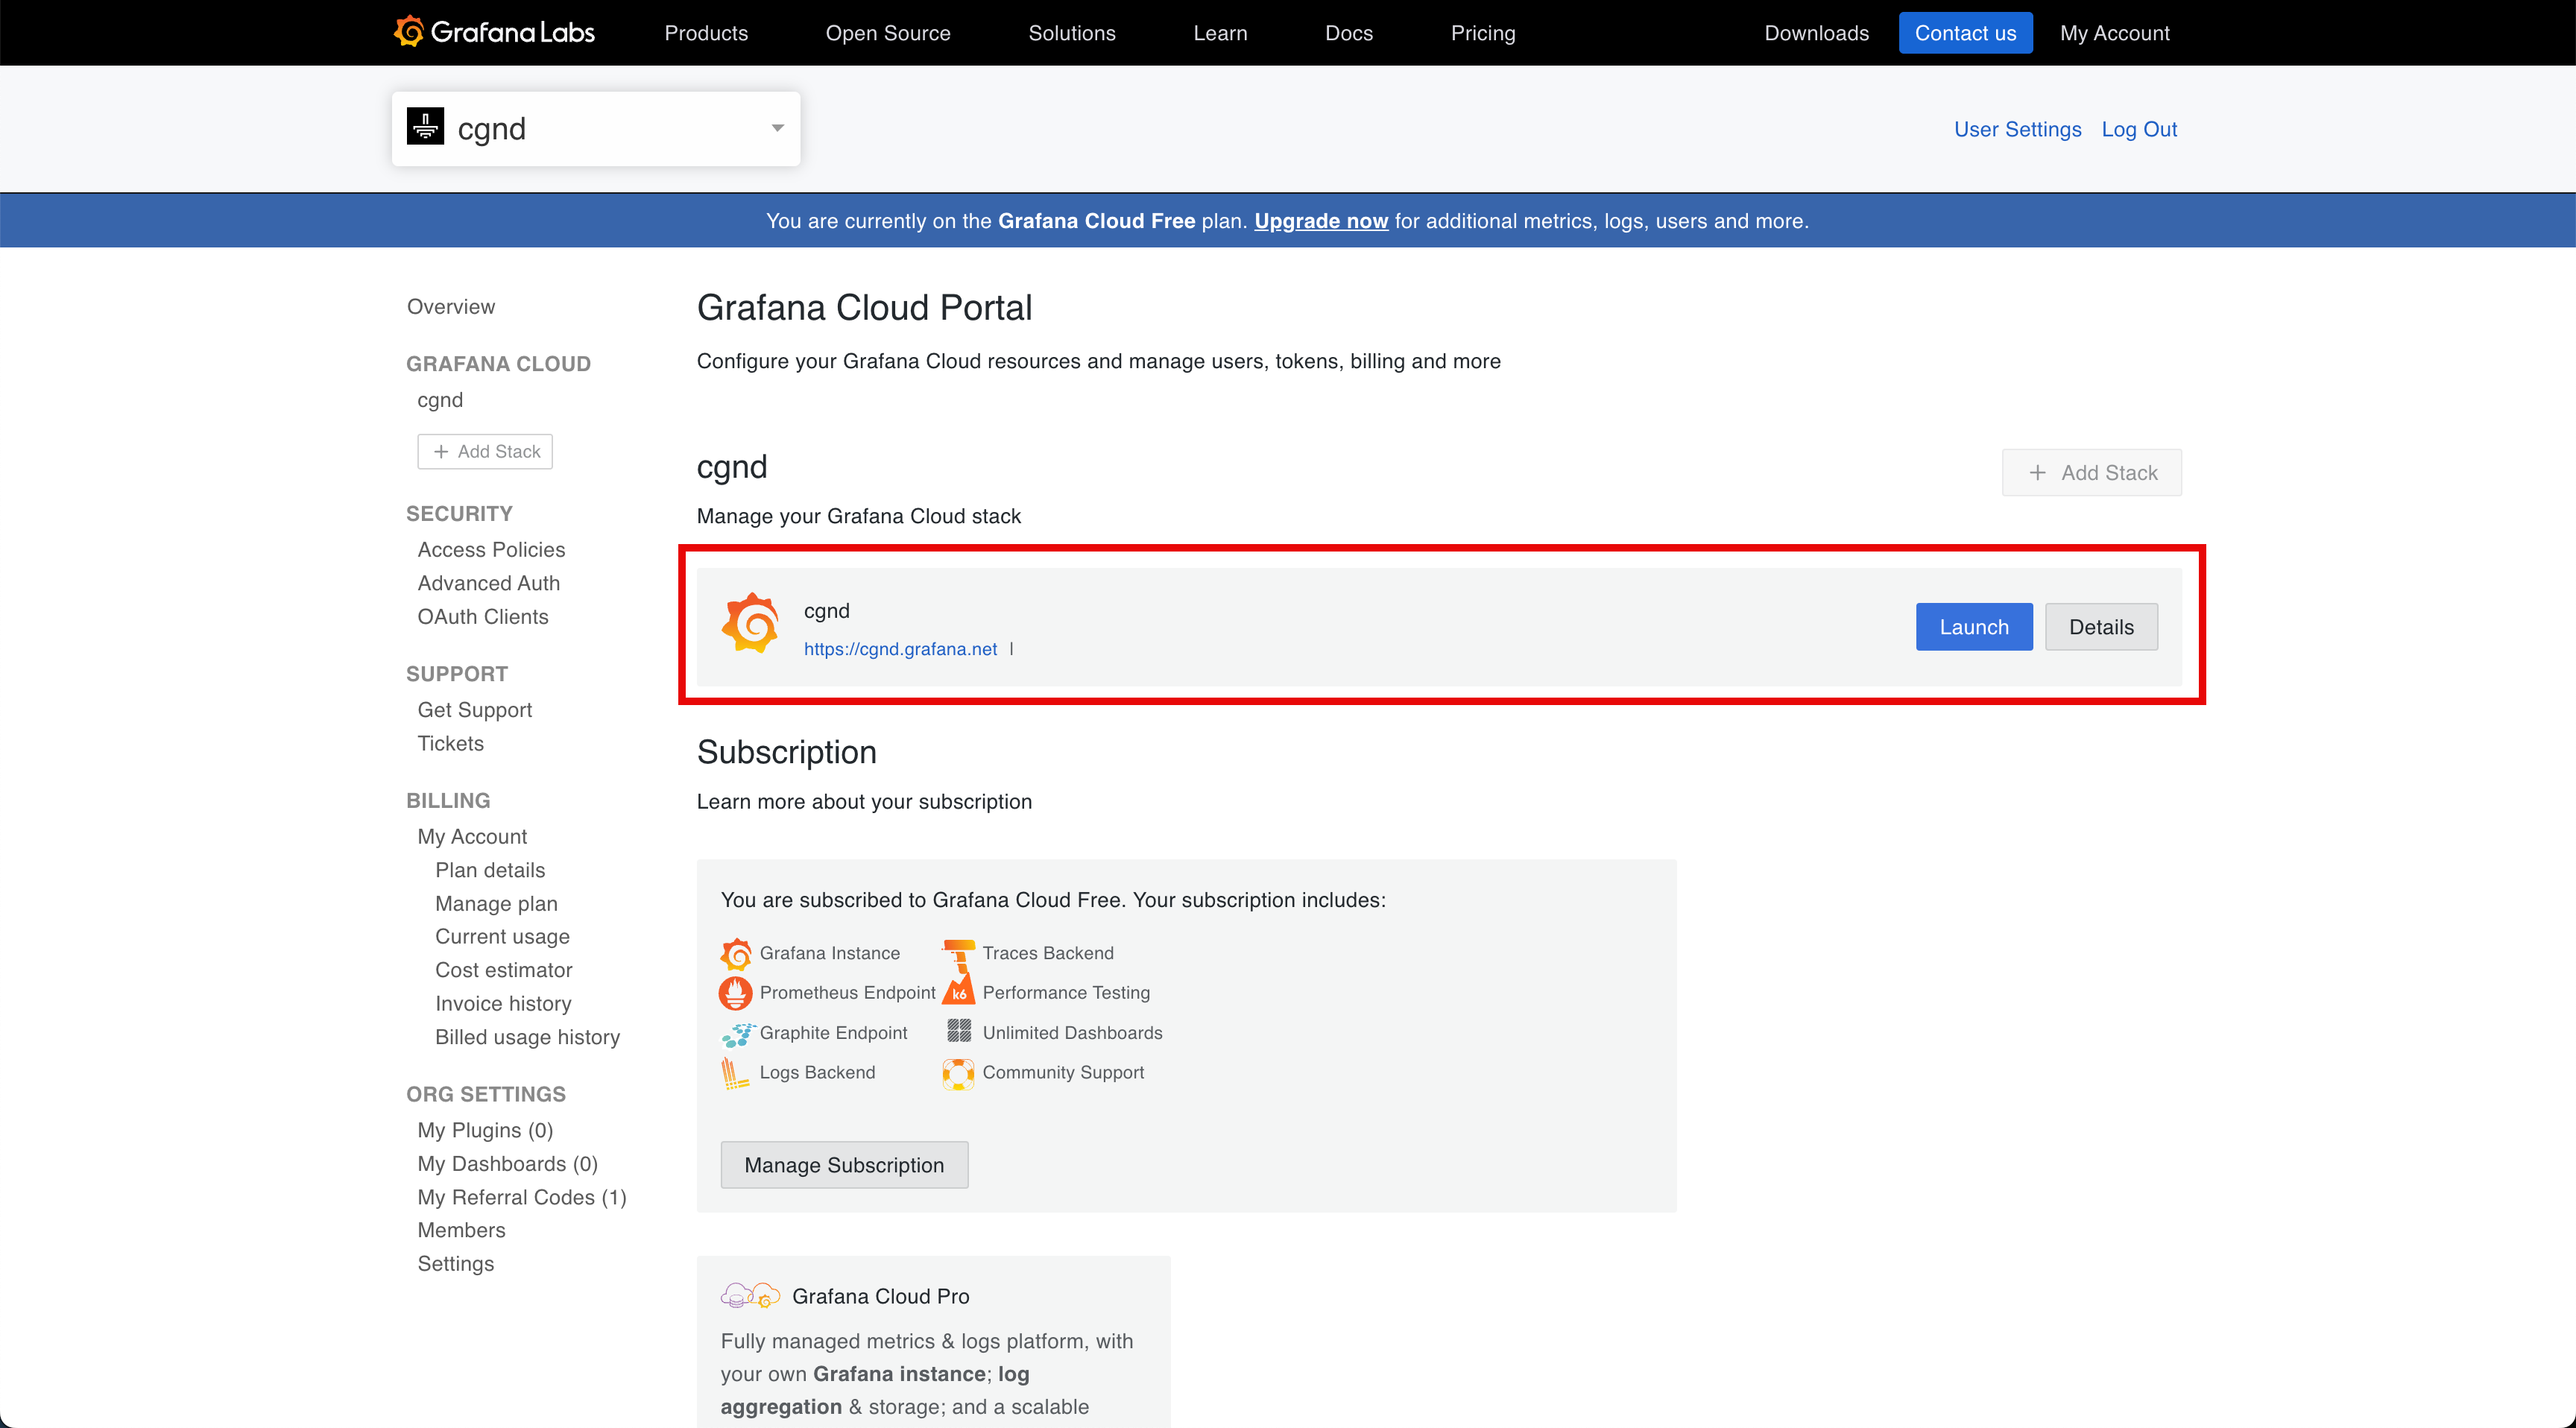 Grafana Labs
Products
Open Source
Solutions
Learn
Docs
Pricing
Downloads
Contact us
My Account
cgnd
User Settings
Log Out
You are currently on the Grafana Cloud Free plan. Upgrade now for additional metrics, logs, users and more.
Overview
GRAFANA CLOUD
cgnd
+ Add Stack
SECURITY
Access Policies
Advanced Auth
OAuth Clients
SUPPORT
Get Support
Tickets
BILLING
My Account
Plan details
Manage plan
Current usage
Cost estimator
Invoice history
Billed usage history
ORG SETTINGS
My Plugins (0)
My Dashboards (0)
My Referral Codes (1)
Members
Settings
Grafana Cloud Portal
Configure your Grafana Cloud resources and manage users, tokens, billing and more
cgnd
+ Add Stack
Manage your Grafana Cloud stack
cgnd
https://cgnd.grafana.net |
Launch
Details
Subscription
Learn more about your subscription
You are subscribed to Grafana Cloud Free. Your subscription includes:
Grafana Instance
Traces Backend
Prometheus Endpoint
k6
Performance Testing
Graphite Endpoint
Unlimited Dashboards
Logs Backend
Community Support
Manage Subscription
Grafana Cloud Pro
Fully managed metrics & logs platform, with
your own Grafana instance; log
aggregation & storage; and a scalable